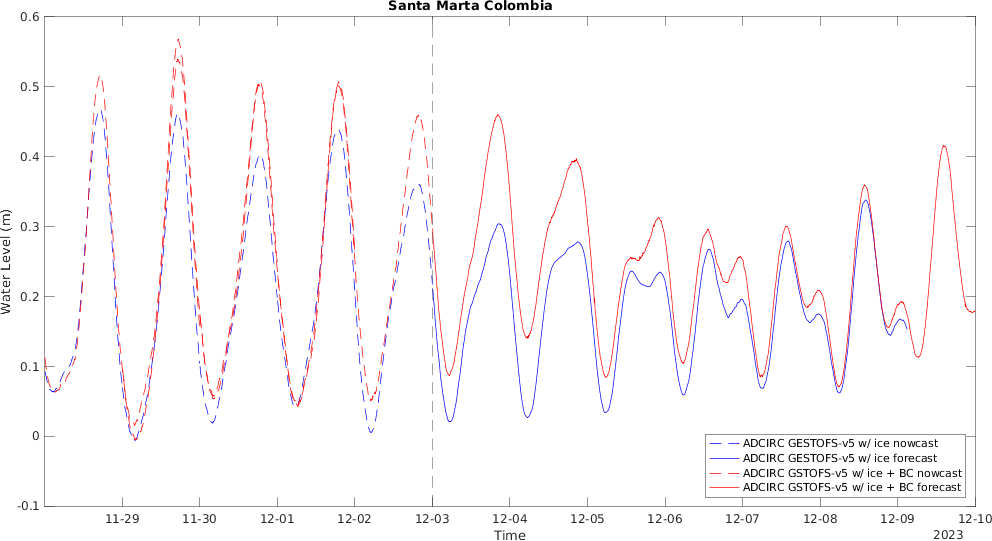 Santa Marta Colombia
0.6
0.5
0.4
0.3
0.2
0.1
0
-0.1
Water Level (m)
ADCIRC GESTOFS-v5 w/ ice nowcast
ADCIRC GESTOFS-v5 w/ ice forecast
ADCIRC GSTOFS-v5 w/ ice + BC nowcast
ADCIRC GSTOFS-v5 w/ ice + BC forecast
11-29 11-30 12-01 12-02 12-03 12-04 12-05 12-06 12-07 12-08 12-09 12-10
Time
2023